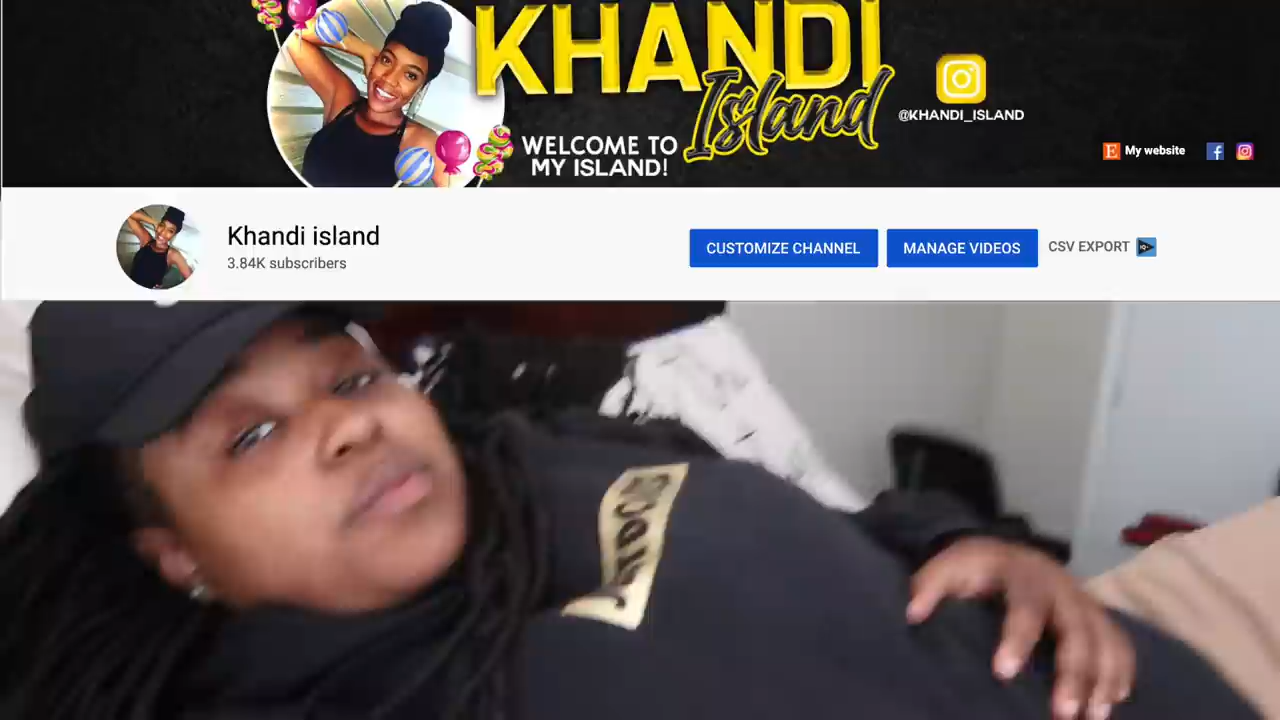 KHANDI
Island
WELCOME TO
MY ISLAND!
@KHANDI_ISLAND
My website
Khandi island
3.84K subscribers
CUSTOMIZE CHANNEL
MANAGE VIDEOS
CSV EXPORT